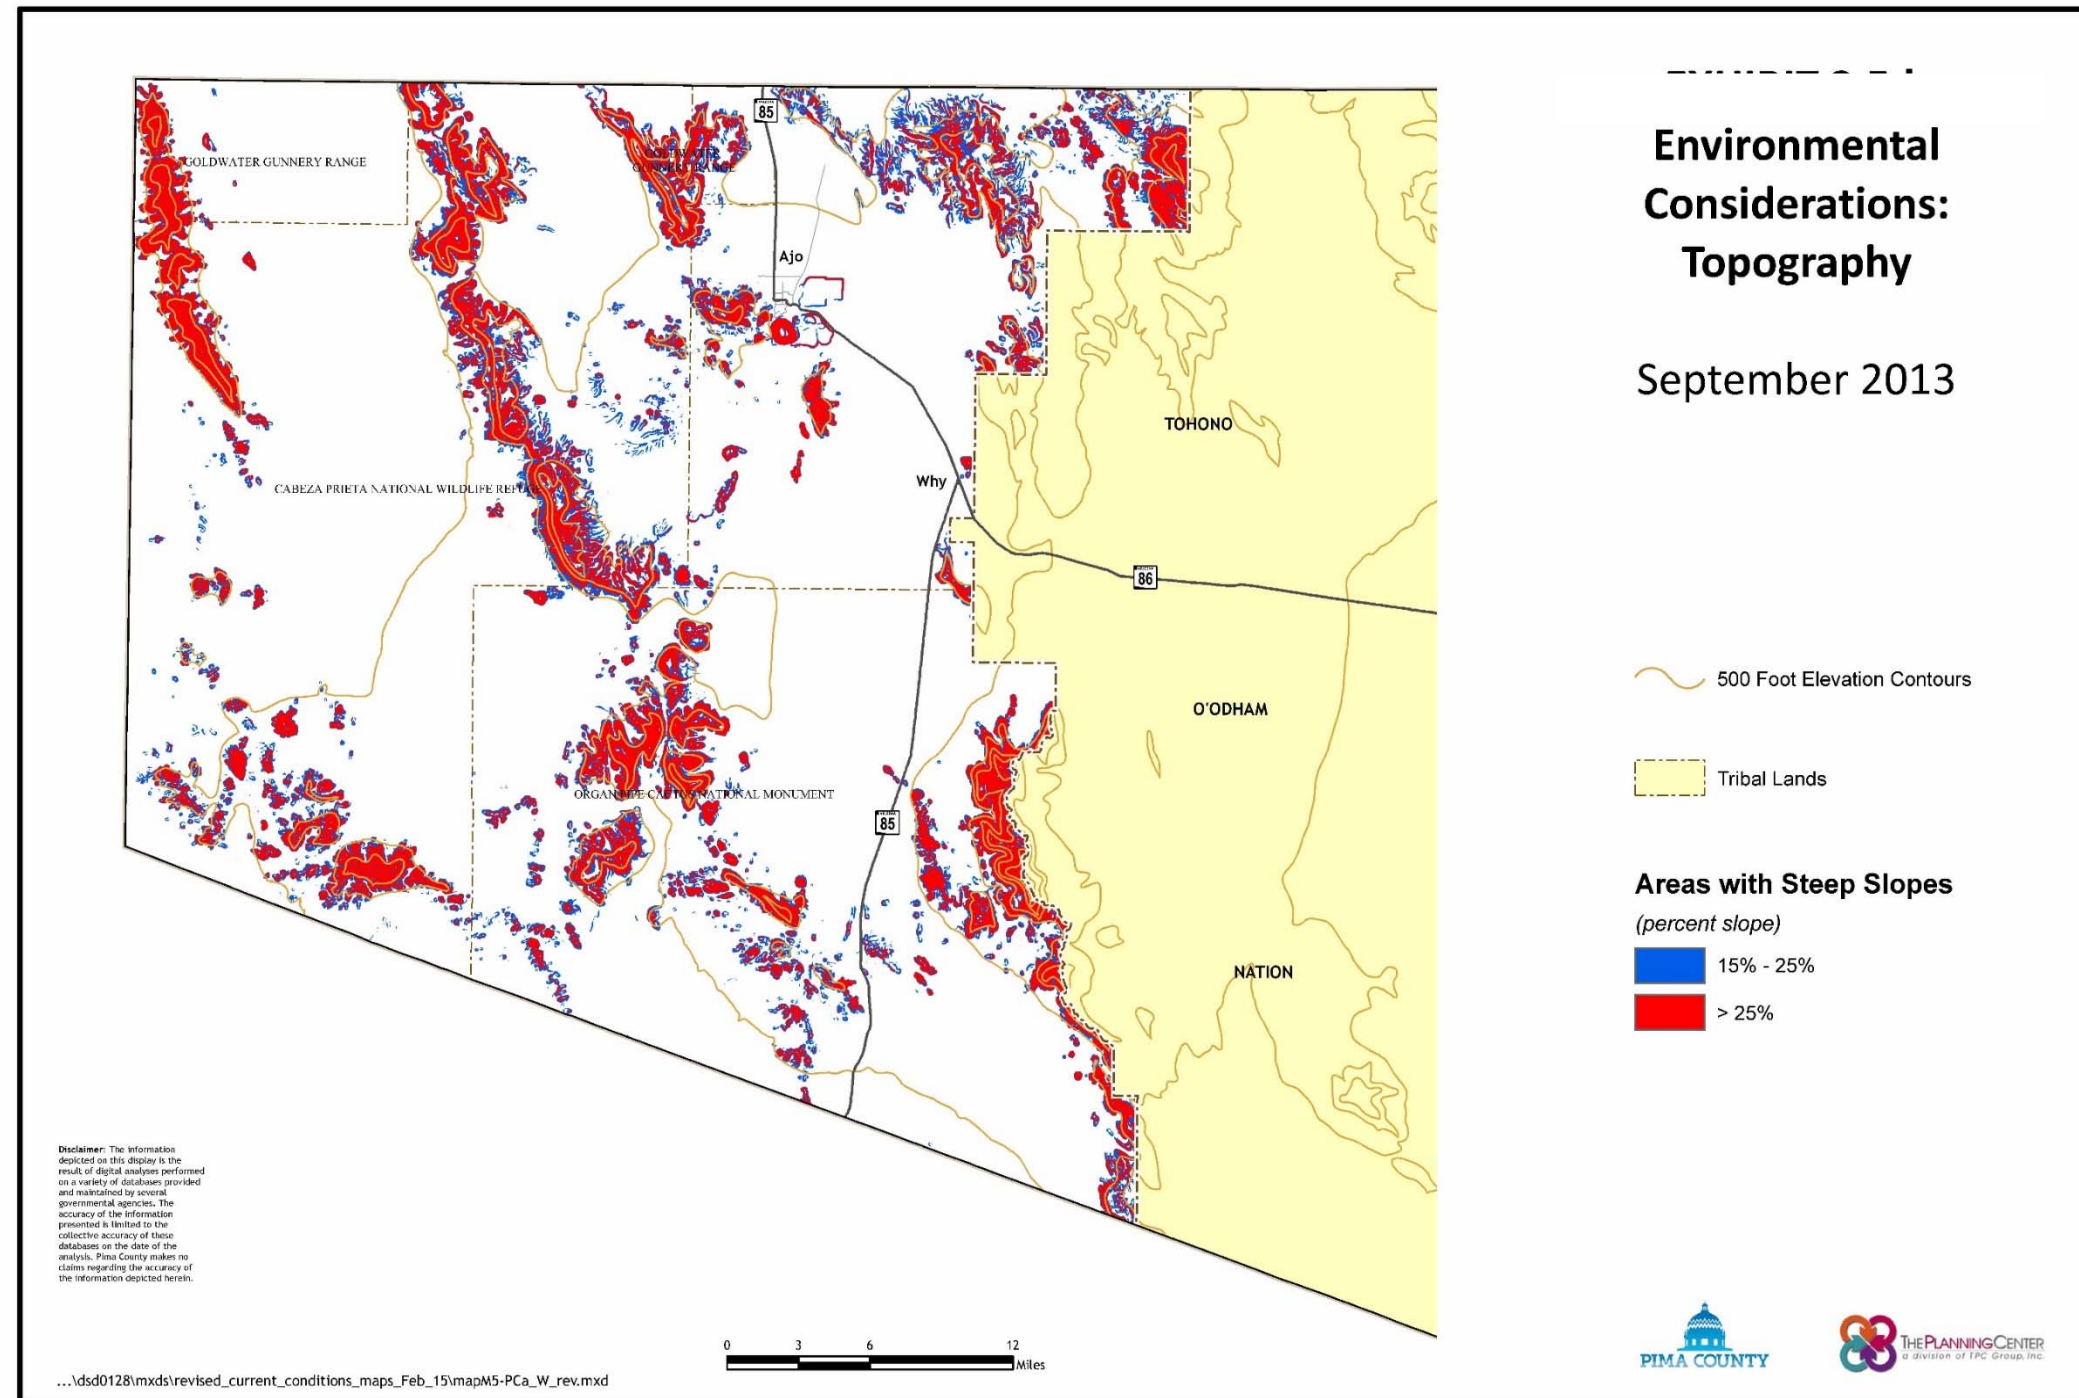 Environmental
Considerations:
Topography
September 2013
85
GOLDWATER GUNNERY RANGE
GOLDWATER
GUNNERY RANGE
Ajo
TOHONO
Why
CABEZA PRIETA NATIONAL WILDLIFE REFUGE
86
O'ODHAM
ORGAN PIPE CACTUS NATIONAL MONUMENT
85
NATION
500 Foot Elevation Contours
Tribal Lands
Areas with Steep Slopes
(percent slope)
15% - 25%
> 25%
Disclaimer: The information
depicted on this display is the
result of digital analyses performed
on a variety of databases provided
and maintained by several
governmental agencies. The
accuracy of the information
presented is limited to the
collective accuracy of these
databases on the date of the
analysis. Pima County makes no
claims regarding the accuracy of
the information depicted herein.
0 3 6 12
Miles
...\dsd0128\mxds\revised_current_conditions_maps_Feb_15\mapM5-PCa_W_rev.mxd
PIMA COUNTY
THE PLANNING CENTER
a division of TPC Group, Inc.